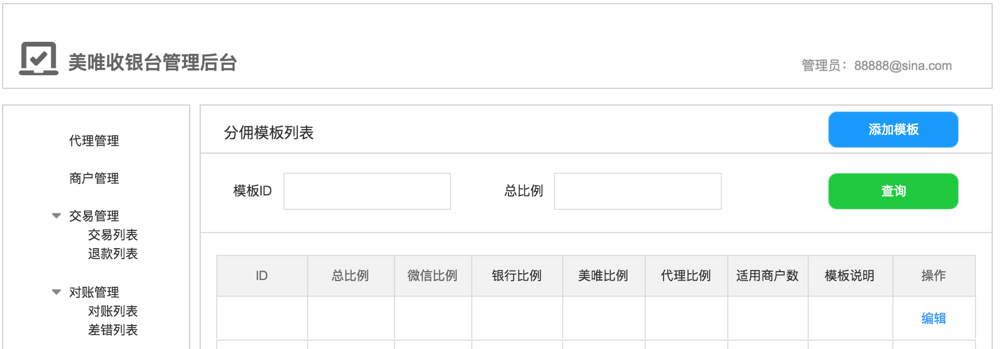 美唯收银台管理后台
管理员：88888@sina.com
代理管理
商户管理
交易管理
交易列表
退款列表
对账管理
对账列表
差错列表
分佣模板列表
添加模板
模板ID
总比例
查询
ID 总比例 微信比例 银行比例 美唯比例 代理比例 适用商户数 模板说明 操作
编辑